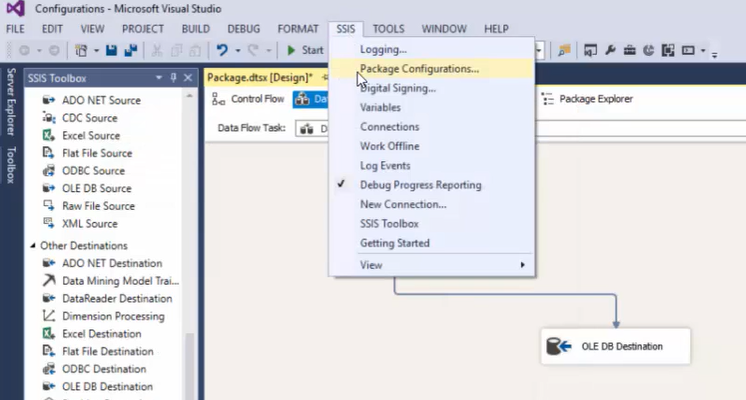 Configurations - Microsoft Visual Studio
FILE EDIT VIEW PROJECT BUILD DEBUG FORMAT SSIS TOOLS WINDOW HELP
Start
Server Explorer
Toolbox
SSIS Toolbox
ADO NET Source
CDC Source
Excel Source
Flat File Source
ODBC Source
OLE DB Source
Raw File Source
XML Source
Other Destinations
ADO NET Destination
Data Mining Model Trai...
DataReader Destination
Dimension Processing
Excel Destination
Flat File Destination
ODBC Destination
OLE DB Destination
Package.dtsx [Design]*
Control Flow
Package Explorer
Data Flow Task:
Logging...
Package Configurations...
Digital Signing...
Variables
Connections
Work Offline
Log Events
Debug Progress Reporting
New Connection...
SSIS Toolbox
Getting Started
View
OLE DB Destination